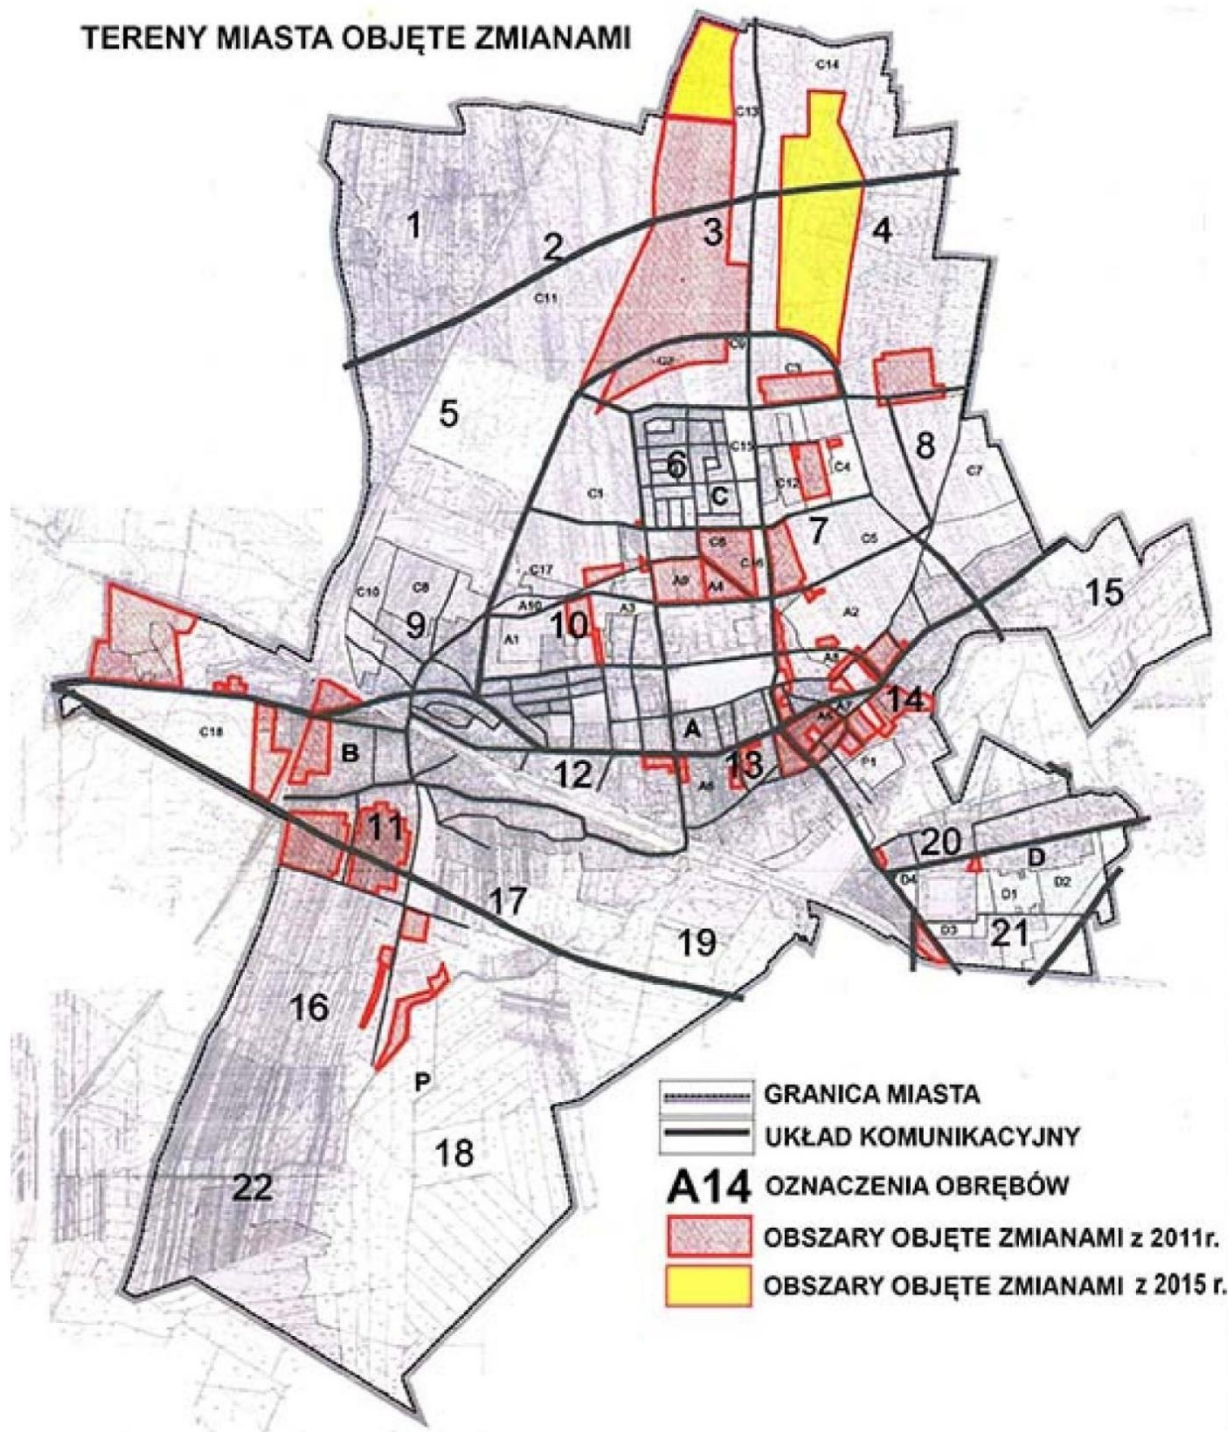 TERENY MIASTA OBJĘTE ZMIANAMI
C14
C13
1
2
3
4
C11
C9
C2
C3
5
8
6
C15
C7
C12
C4
C1
C
7
C5
C6
C16
C17
A9
A4
C10
C8
15
A10
A3
A2
9
10
A1
A5
14
A7
C18
B
A
A6
12
13
P1
11
20
D
D4
D1
D2
17
19
D3
21
16
P
18
22
GRANICA MIASTA
UKŁAD KOMUNIKACYJNY
A14 OZNACZENIA OBRĘBÓW
OBSZARY OBJĘTE ZMIANAMI z 2011r.
OBSZARY OBJĘTE ZMIANAMI z 2015 r.